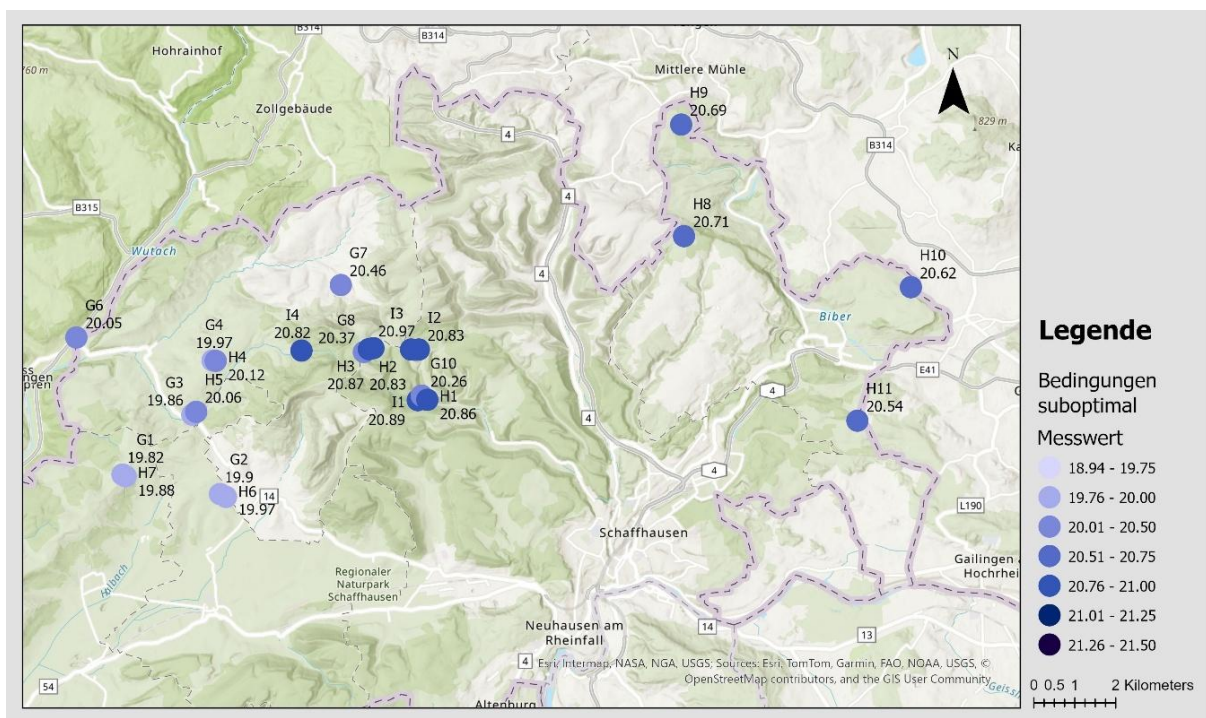 Hohrainhof
760 m
B314
B314
Mittlere Mühle
N
829 m
B314
Zollgebäude
4
H9
20.69
4
B315
Wutach
H8
20.71
G7
20.46
4
H10
20.62
Biber
G6
20.05
I4
20.82
G8
20.37
I3
20.97
I2
20.83
G4
19.97
H4
20.12
H3
20.87
H2
20.83
G10
20.26
H5
20.06
G3
19.86
I1
20.89
H1
20.86
E41
4
4
H11
20.54
G1
19.82
H7
19.88
G2
19.9
H6
19.97
14
4
L190
Schaffhausen
Regionaler
Naturpark
Schaffhausen
Gailingen
Hochrhei
Neuhausen am
Rheinfall
14
13
4
54
Altenburg
Esri, Intermap, NASA, NGA, USGS; Sources: Esri, TomTom, Garmin, FAO, NOAA, USGS, ©
OpenStreetMap contributors, and the GIS User Community
Legende
Bedingungen
suboptimal
Messwert
18.94 - 19.75
19.76 - 20.00
20.01 - 20.50
20.51 - 20.75
20.76 - 21.00
21.01 - 21.25
21.26 - 21.50
0 0.5 1 2 Kilometers